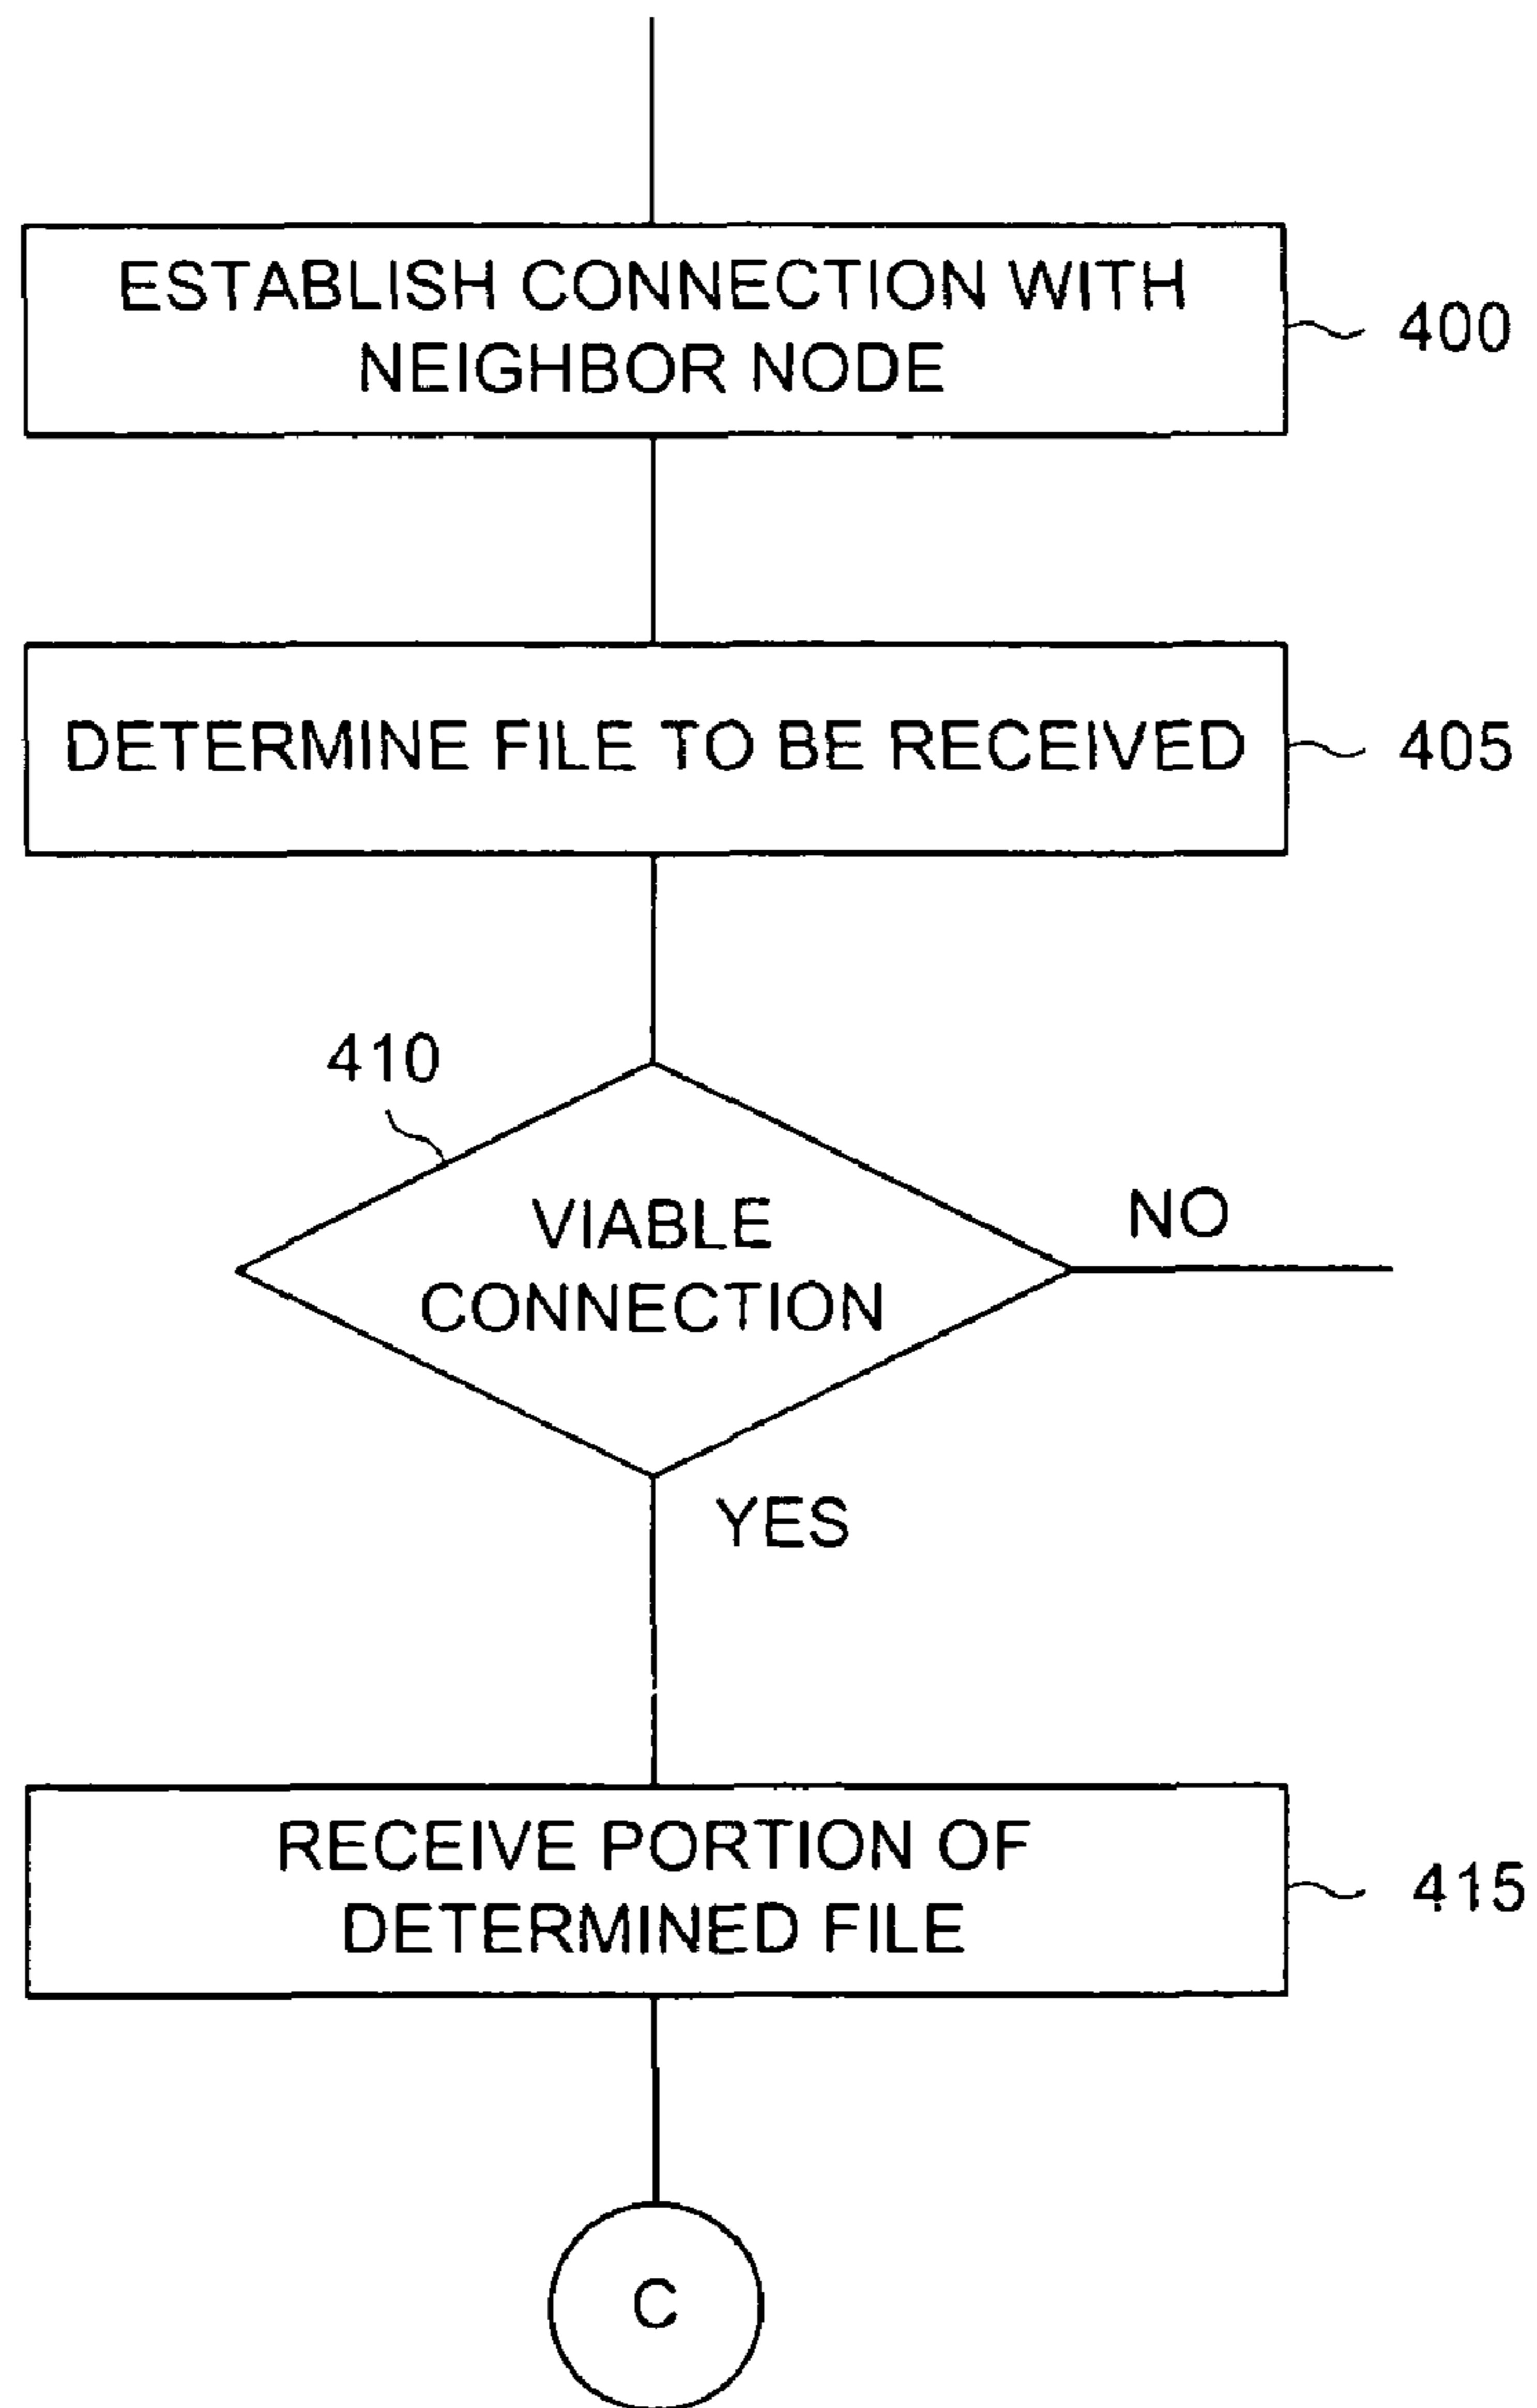 ESTABLISH CONNECTION WITH
NEIGHBOR NODE
400
DETERMINE FILE TO BE RECEIVED
405
410
VIABLE
CONNECTION
NO
YES
RECEIVE PORTION OF
DETERMINED FILE
415
C